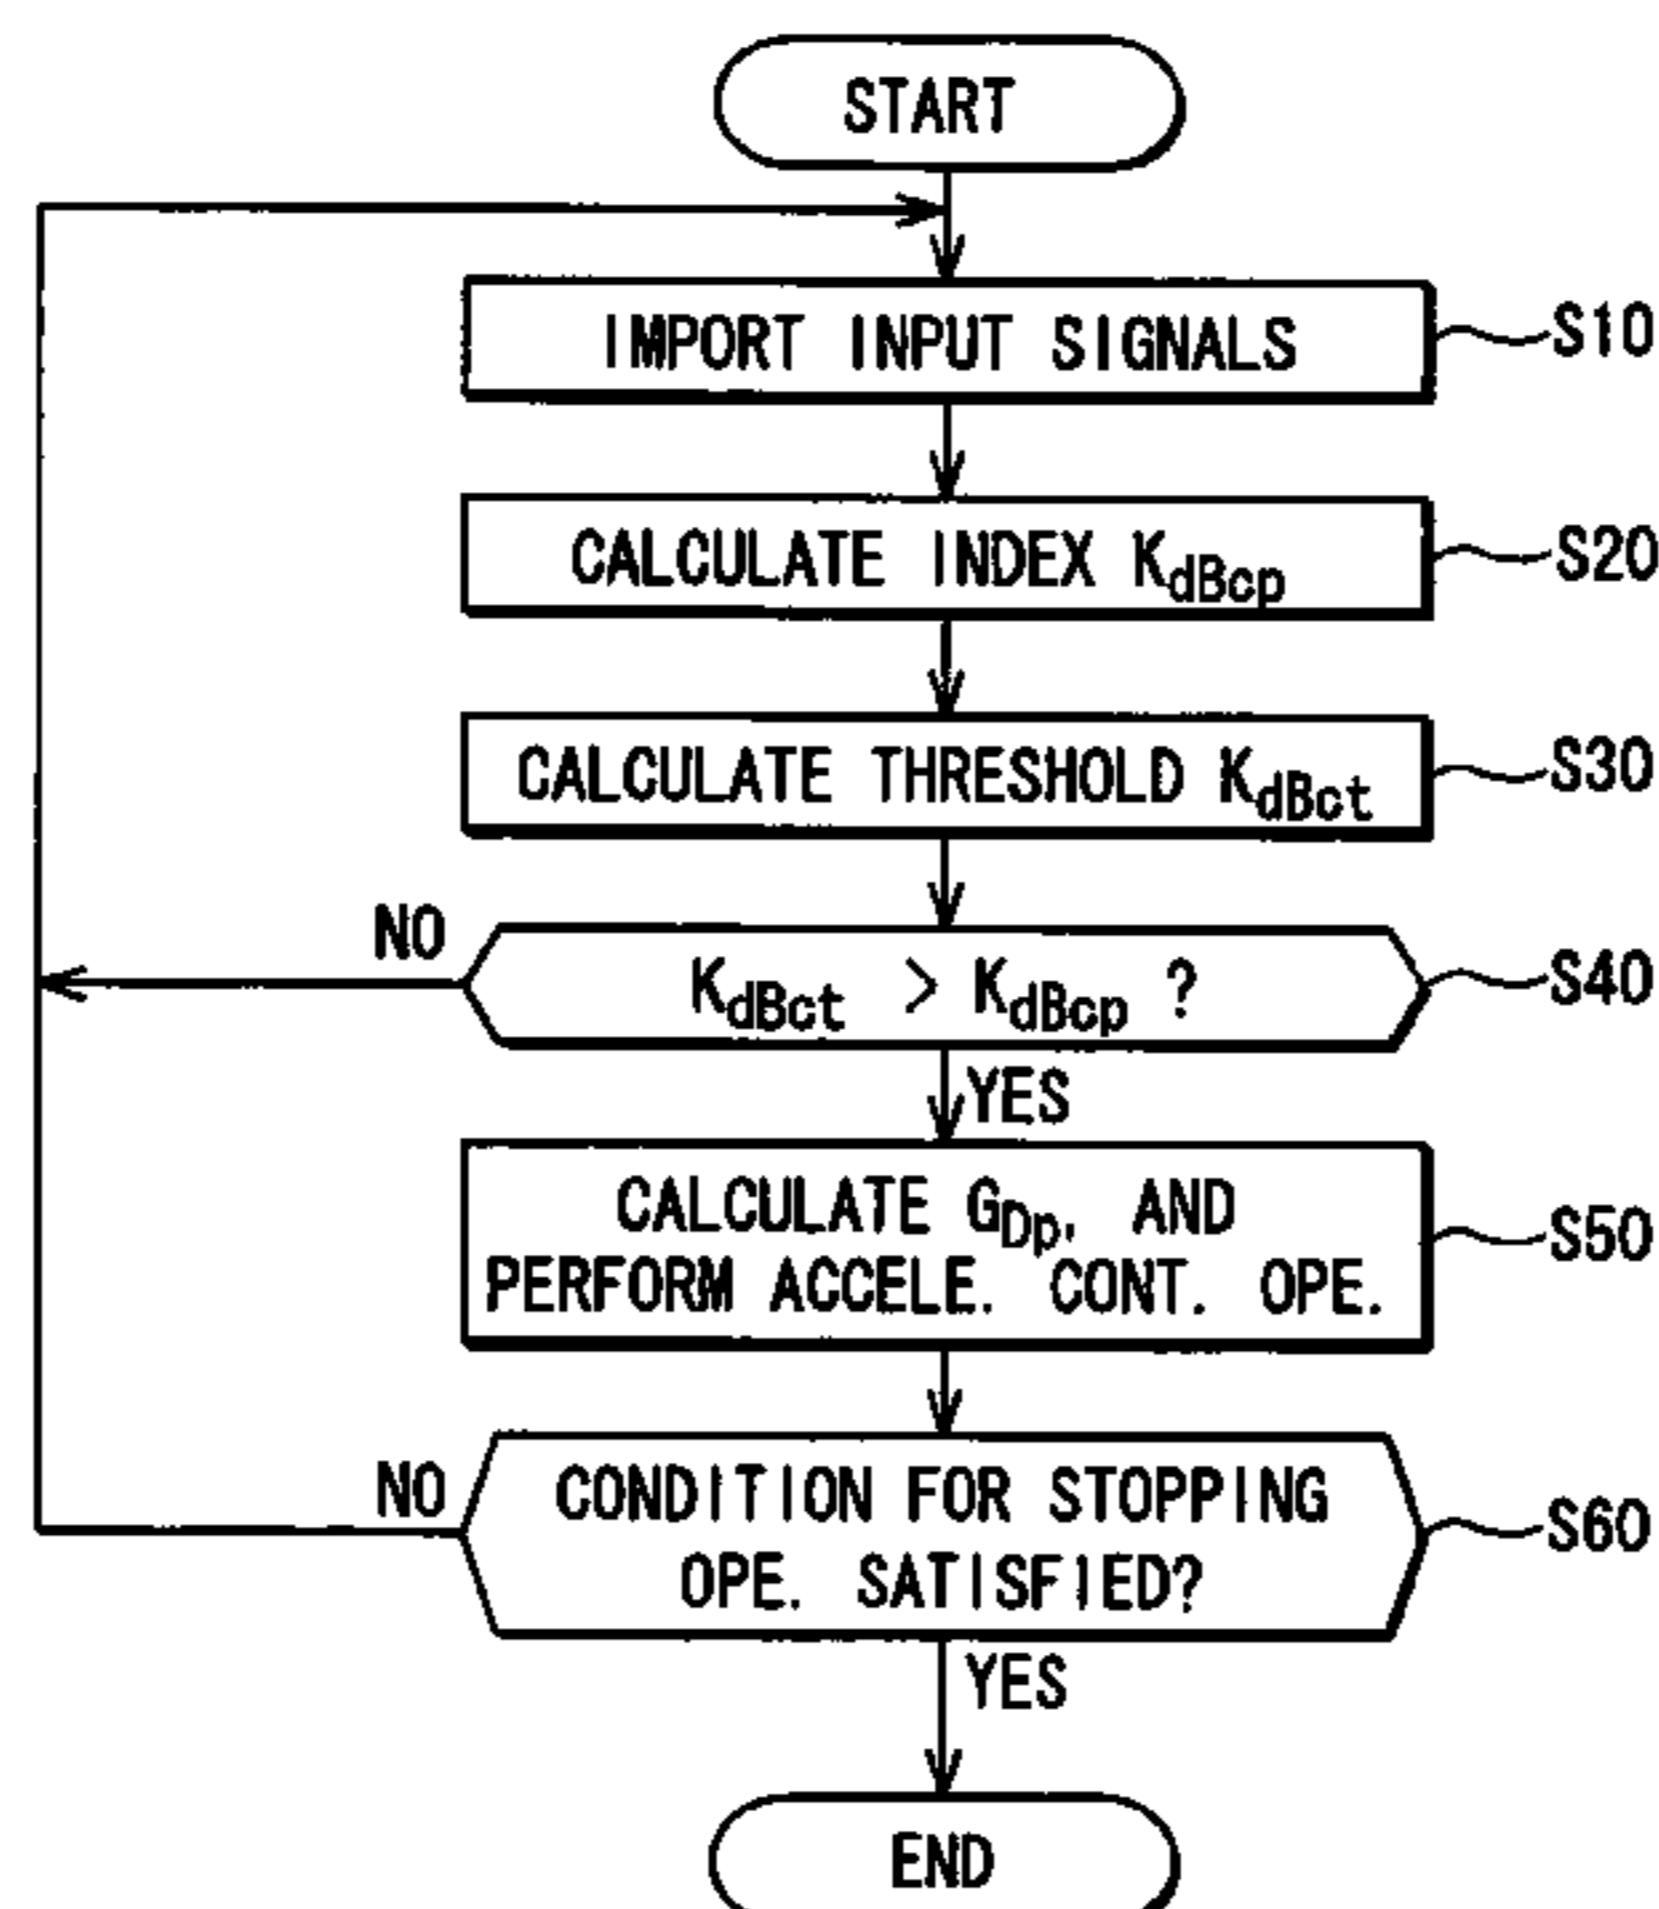 START
IMPORT INPUT SIGNALS
S10
CALCULATE INDEX KdBcp
S20
CALCULATE THRESHOLD KdBct
S30
NO
KdBct > KdBcp ?
S40
YES
CALCULATE GDp, AND
PERFORM ACCELE. CONT. OPE.
S50
NO
CONDITION FOR STOPPING
OPE. SATISFIED?
S60
YES
END